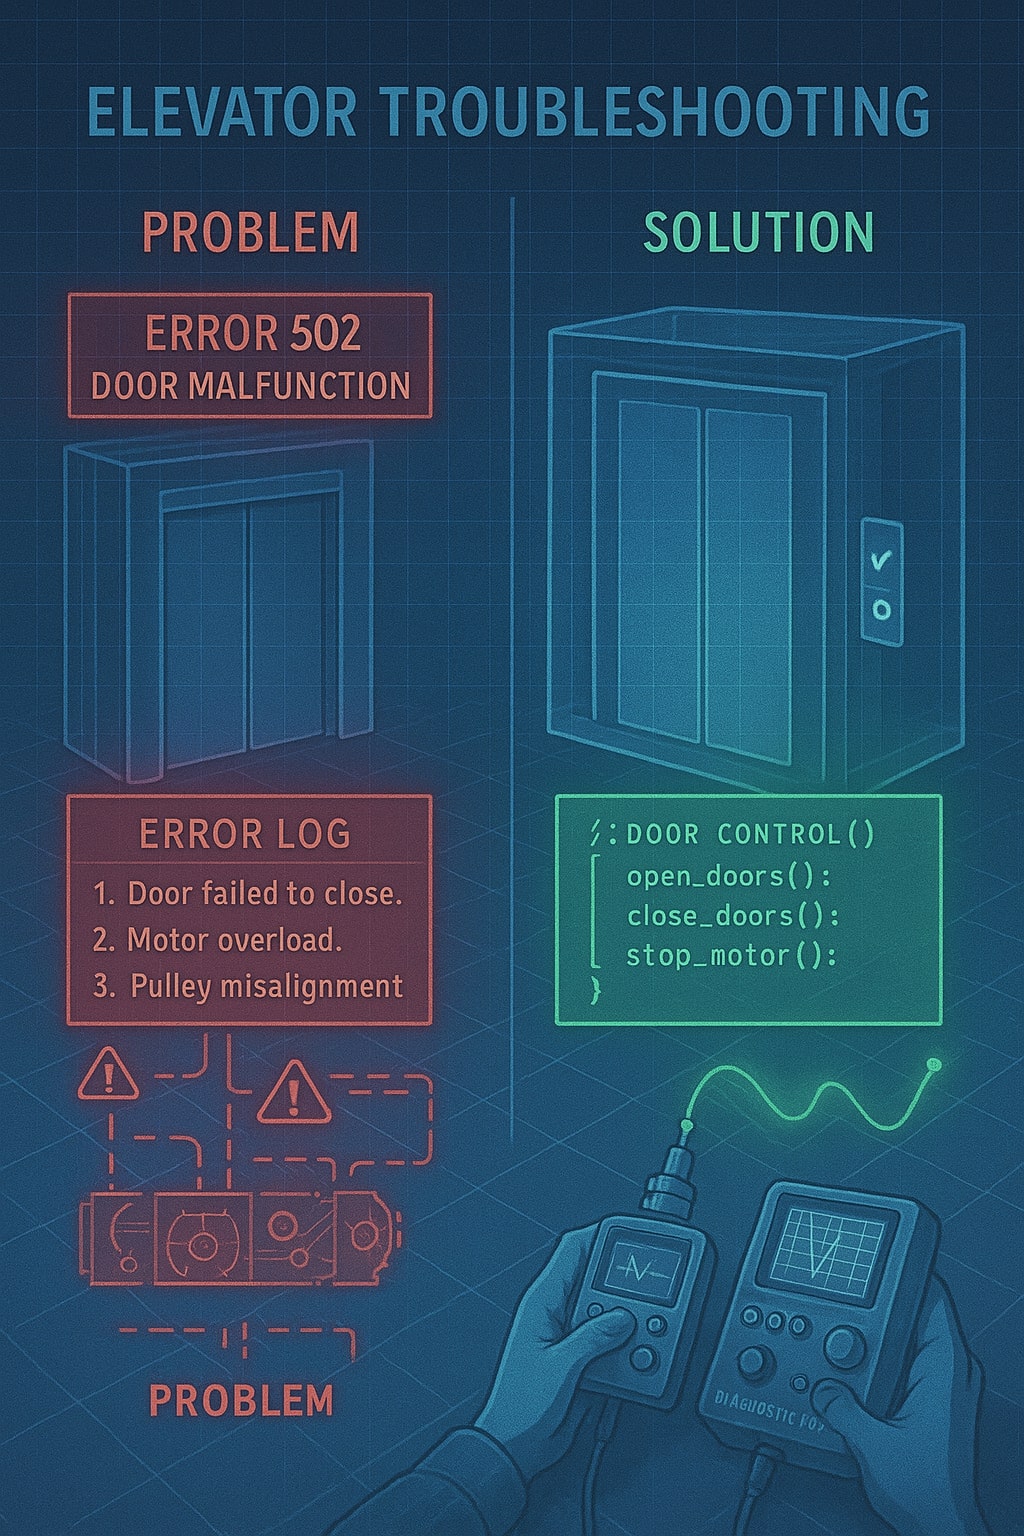 ELEVATOR TROUBLESHOOTING
PROBLEM
ERROR 502
DOOR MALFUNCTION
ERROR LOG
1. Door failed to close.
2. Motor overload.
3. Pulley misalignment
PROBLEM
SOLUTION
DOOR CONTROL()
open_doors():
close_doors():
stop_motor():
}
DIAGNOSTIC